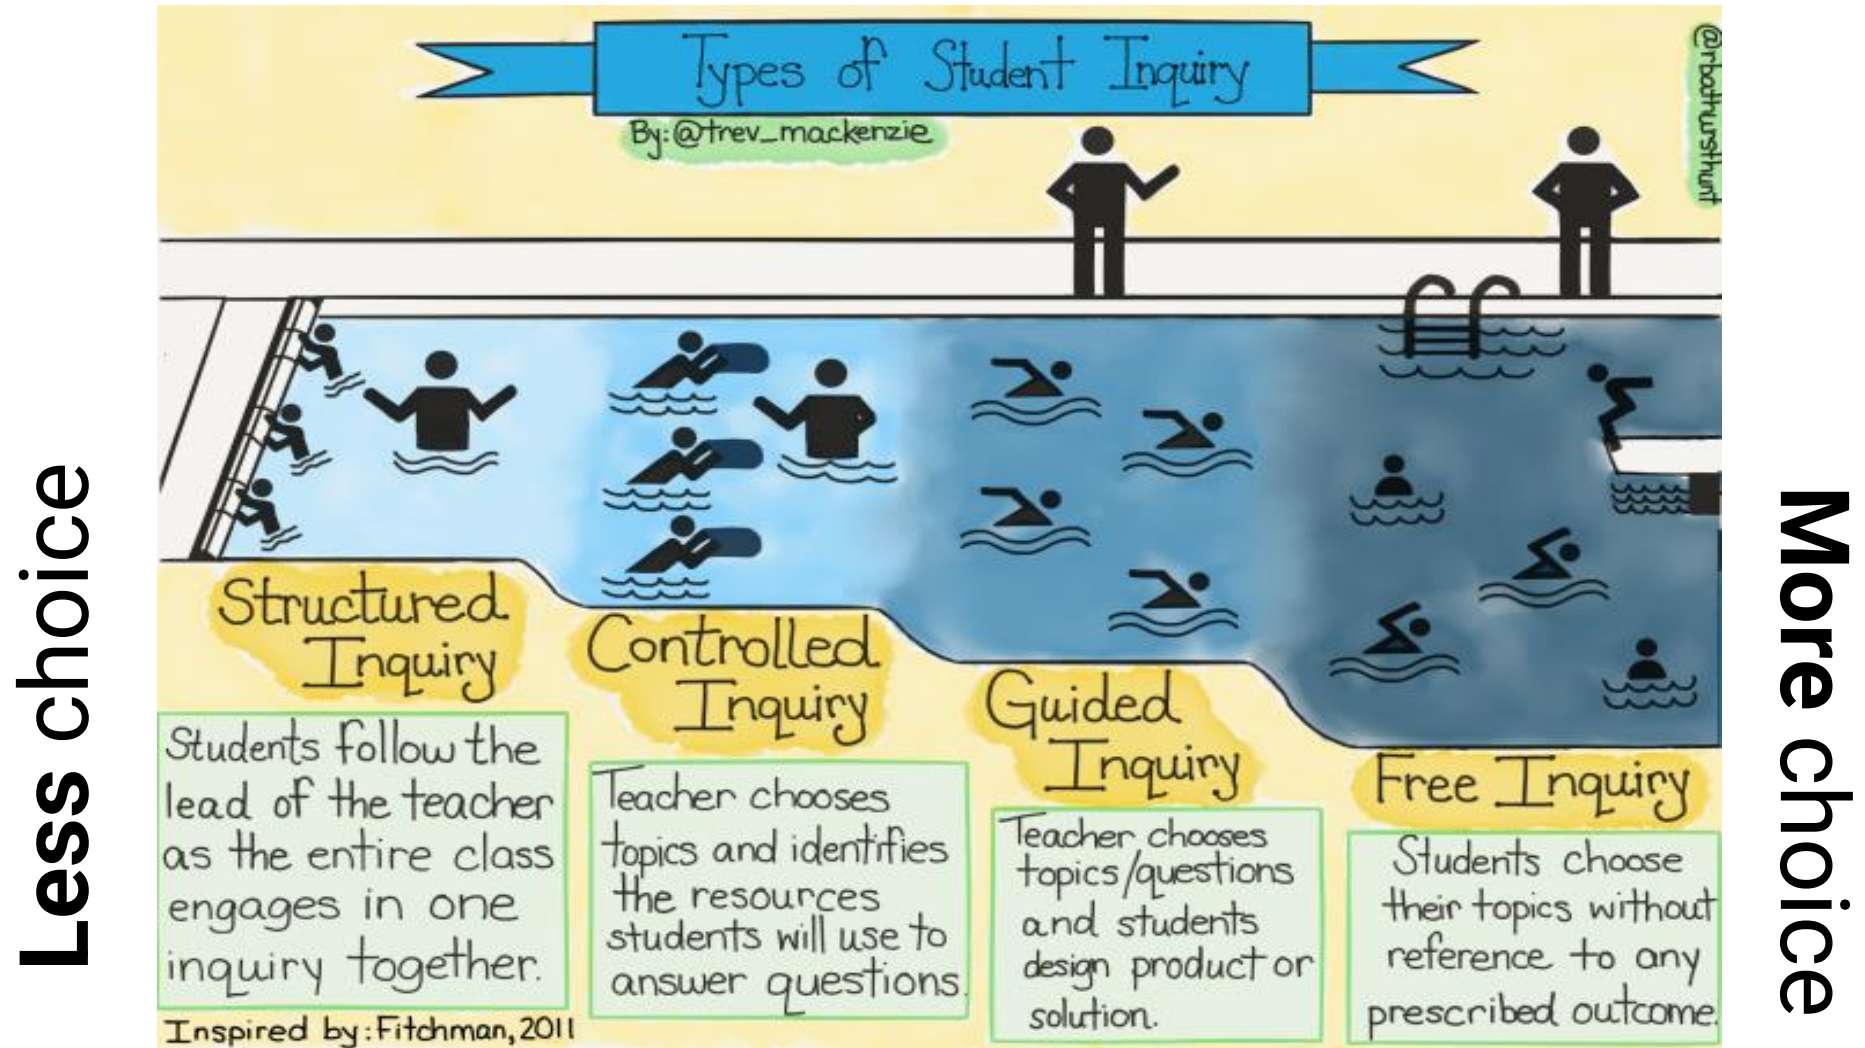 Types of Student Inquiry
By: @trev_mackenzie
@rbathursthunt
Less choice
More choice
Structured
Inquiry
Students follow the
lead of the teacher
as the entire class
engages in one
inquiry together.
Controlled
Inquiry
Teacher chooses
topics and identifies
the resources
students will use to
answer questions.
Guided
Inquiry
Teacher chooses
topics/questions
and students
design product or
solution.
Free Inquiry
Students choose
their topics without
reference to any
prescribed outcome.
Inspired by: Fitchman, 2011